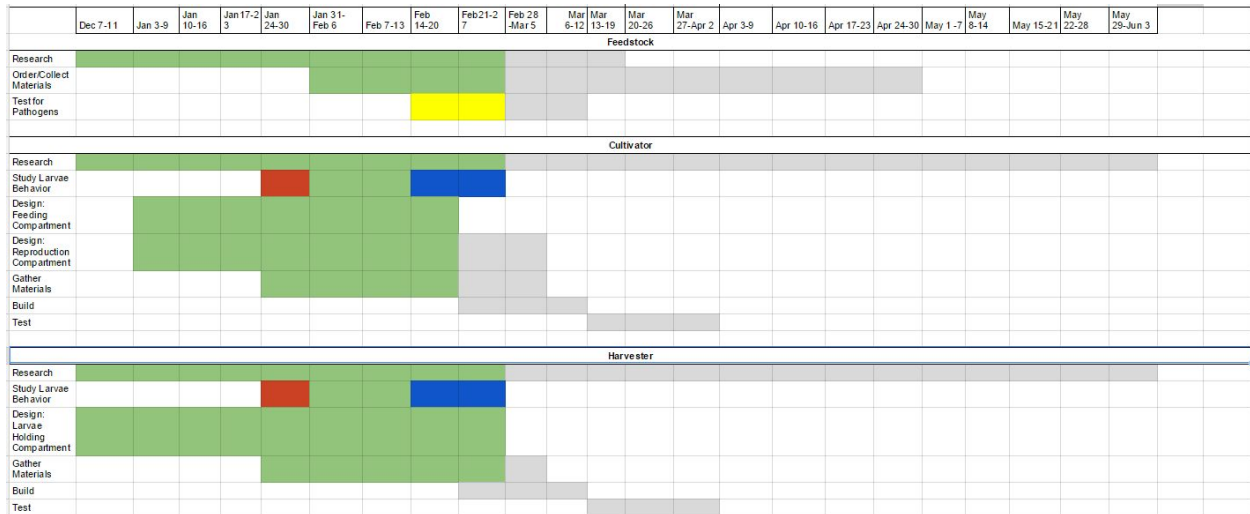 Dec 7-11 Jan 3-9 Jan 10-16 Jan 17-23 Jan 24-30 Jan 31-Feb 6 Feb 7-13 Feb 14-20 Feb21-27 Feb 28-Mar 5 Mar 6-12 Mar 13-19 Mar 20-26 Mar 27-Apr 2 Apr 3-9 Apr 10-16 Apr 17-23 Apr 24-30 May 1-7 May 8-14 May 15-21 May 22-28 May 29-Jun 3
Feedstock
Research
Order/Collect
Materials
Test for
Pathogens
Cultivator
Research
Study Larvae
Behavior
Design:
Feeding
Compartment
Design:
Reproduction
Compartment
Gather
Materials
Build
Test
Harvester
Research
Study Larvae
Behavior
Design:
Larvae
Holding
Compartment
Gather
Materials
Build
Test